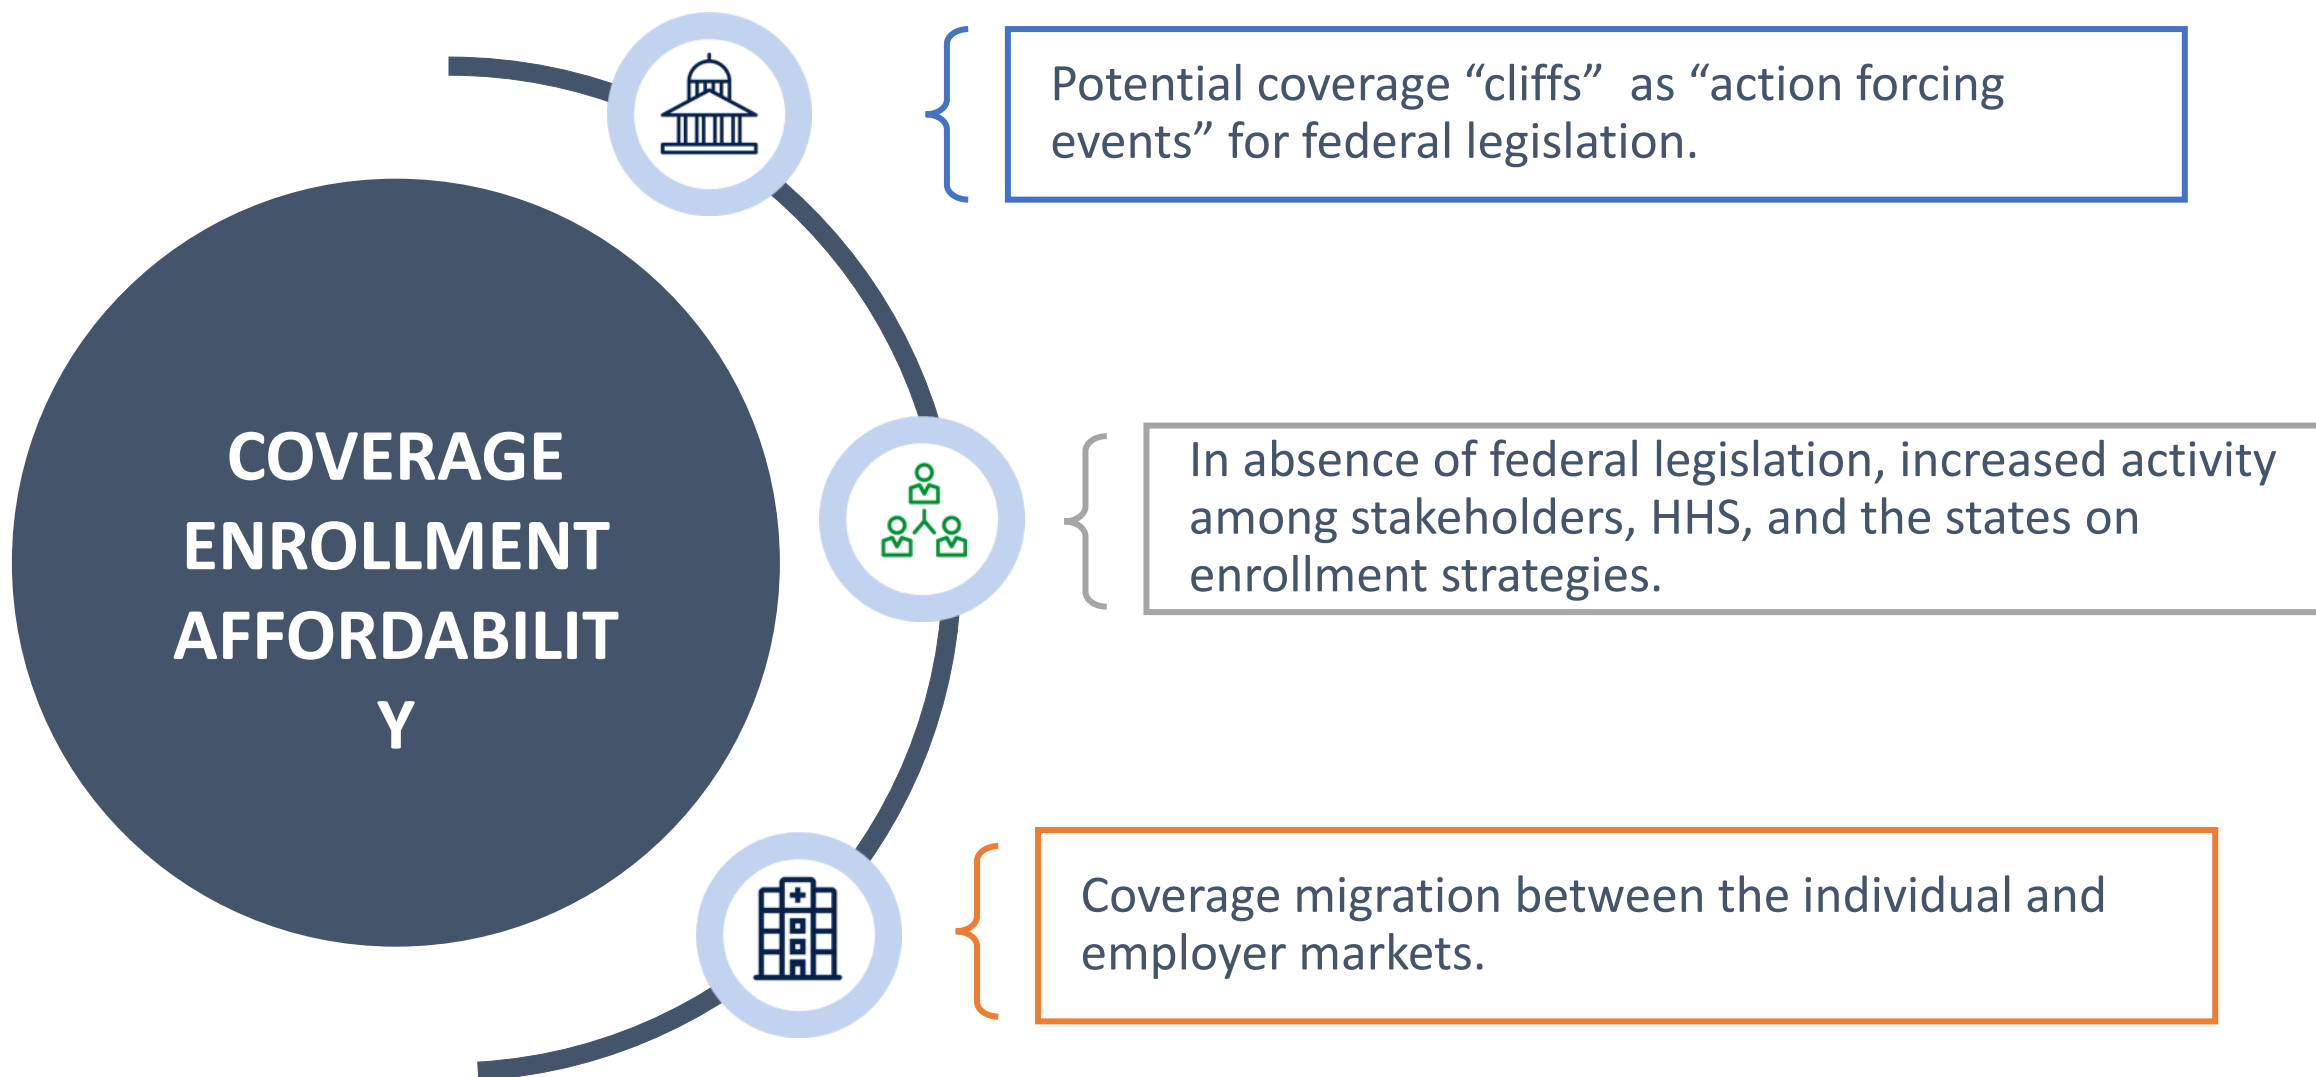 Potential coverage “cliffs”  as “action forcing
events” for federal legislation.
COVERAGE
ENROLLMENT
AFFORDABILIT
Y
In absence of federal legislation, increased activity
among stakeholders, HHS, and the states on
enrollment strategies.
Coverage migration between the individual and
employer markets.